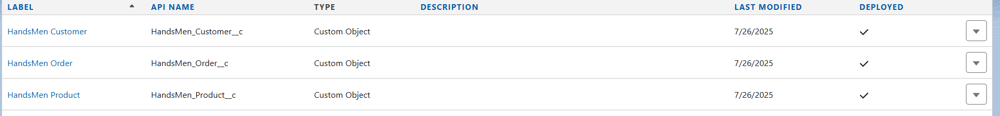 LABEL API NAME TYPE DESCRIPTION LAST MODIFIED DEPLOYED
HandsMen Customer HandsMen_Customer__c Custom Object 7/26/2025
HandsMen Order HandsMen_Order__c Custom Object 7/26/2025
HandsMen Product HandsMen_Product__c Custom Object 7/26/2025